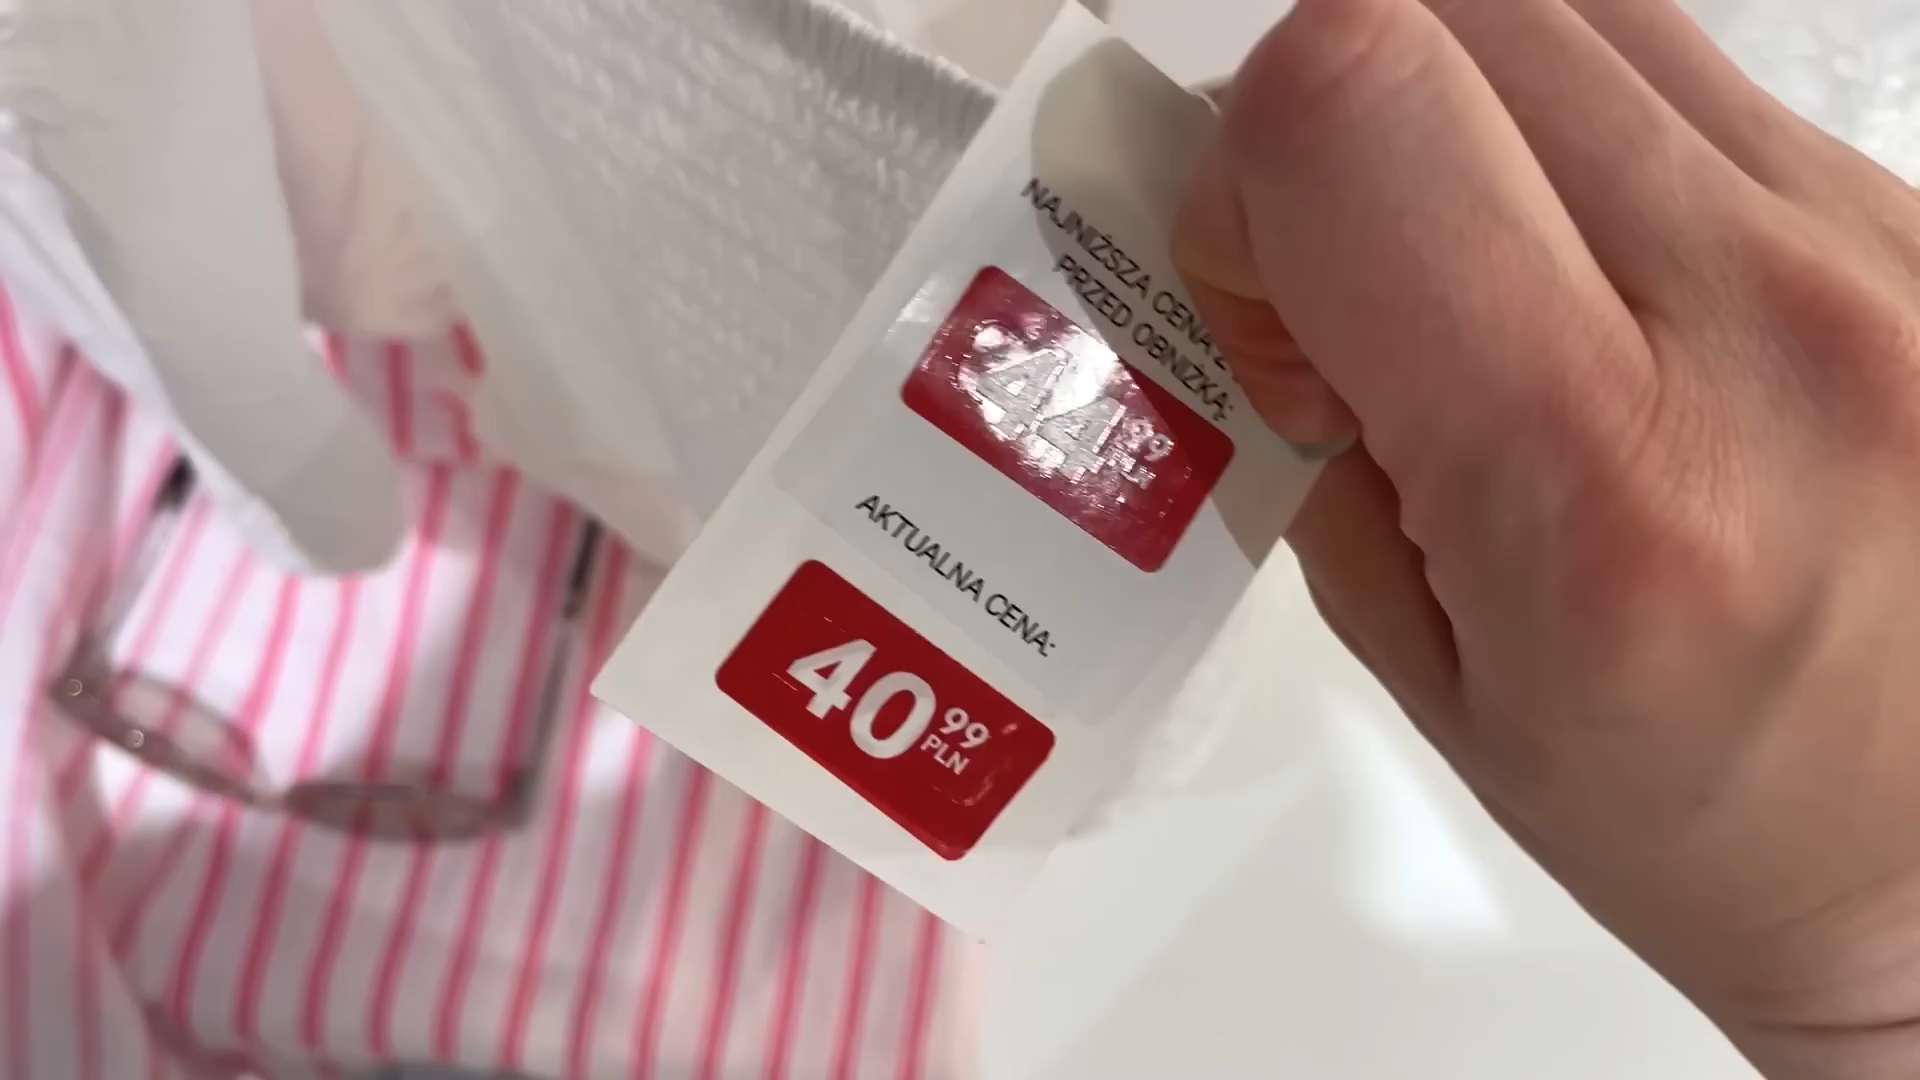 NAJNIŻSZA CENA Z
PRZED OBNIŻKĄ:
44 99 PLN
AKTUALNA CENA:
40 99 PLN